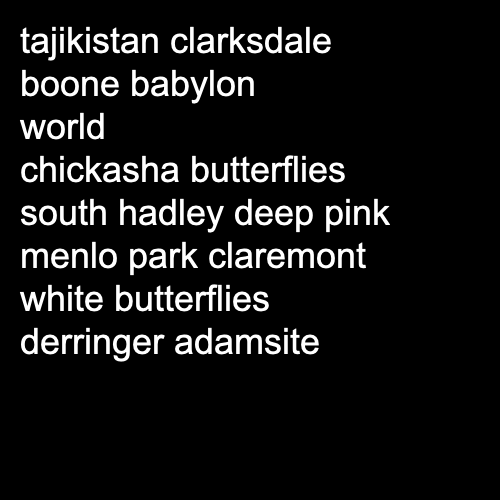 tajikistan clarksdale
boone babylon
world
chickasha butterflies
south hadley deep pink
menlo park claremont
white butterflies
derringer adamsite